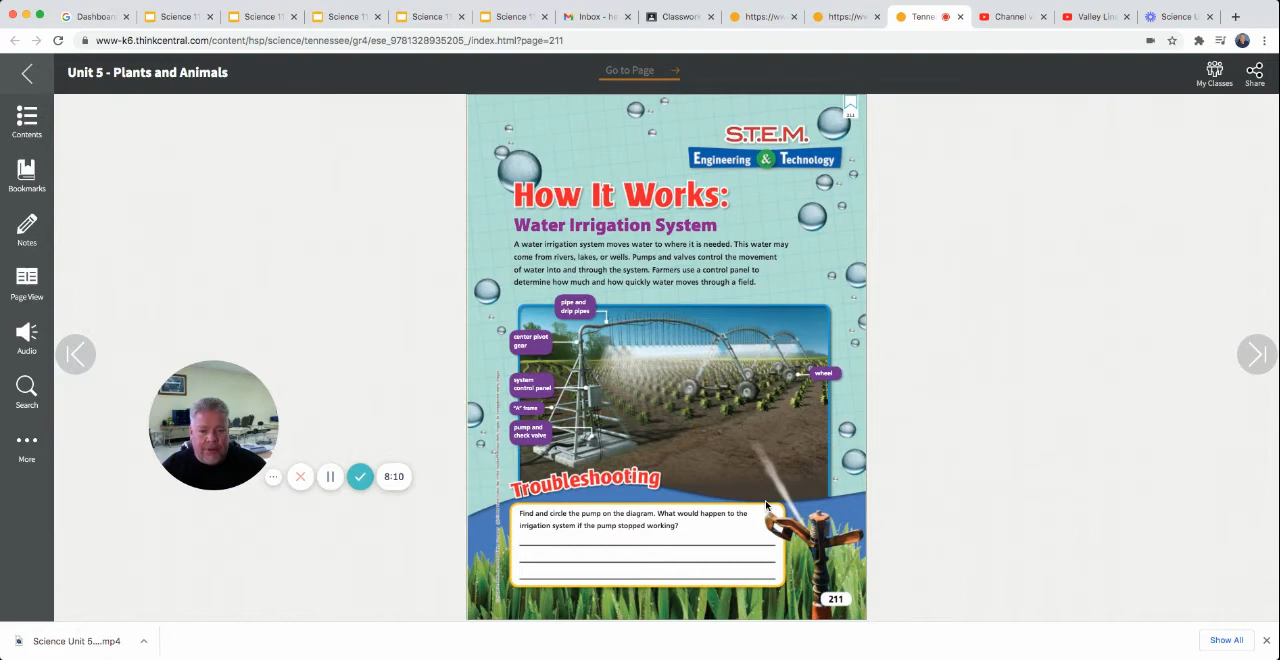 Dashboar
Science 11
Science 11
Science 11
Science 11
Science 11
Inbox - ha
Classwork
https://ww
https://ww
Tenne
Channel v
Valley Lin
Science U
www-k6.thinkcentral.com/content/hsp/science/tennessee/gr4/ese_9781328935205_/index.html?page=211
Unit 5 - Plants and Animals
Go to Page
My Classes
Share
Contents
Bookmarks
Notes
Page View
Audio
Search
More
211
S.T.E.M.
Engineering & Technology
How It Works:
Water Irrigation System
A water irrigation system moves water to where it is needed. This water may
come from rivers, lakes, or wells. Pumps and valves control the movement
of water into and through the system. Farmers use a control panel to
determine how much and how quickly water moves through a field.
pipe and
drip pipes
center pivot
gear
system
control panel
"A" frame
pump and
check valve
wheel
Troubleshooting
Find and circle the pump on the diagram. What would happen to the
irrigation system if the pump stopped working?
211
8:10
Science Unit 5....mp4
Show All